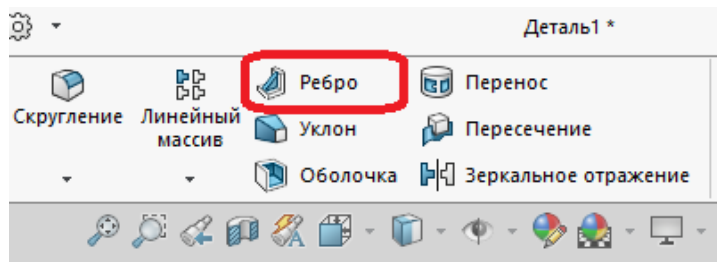 Деталь1 *
Скругление
Линейный
массив
Ребро
Уклон
Оболочка
Перенос
Пересечение
Зеркальное отражение